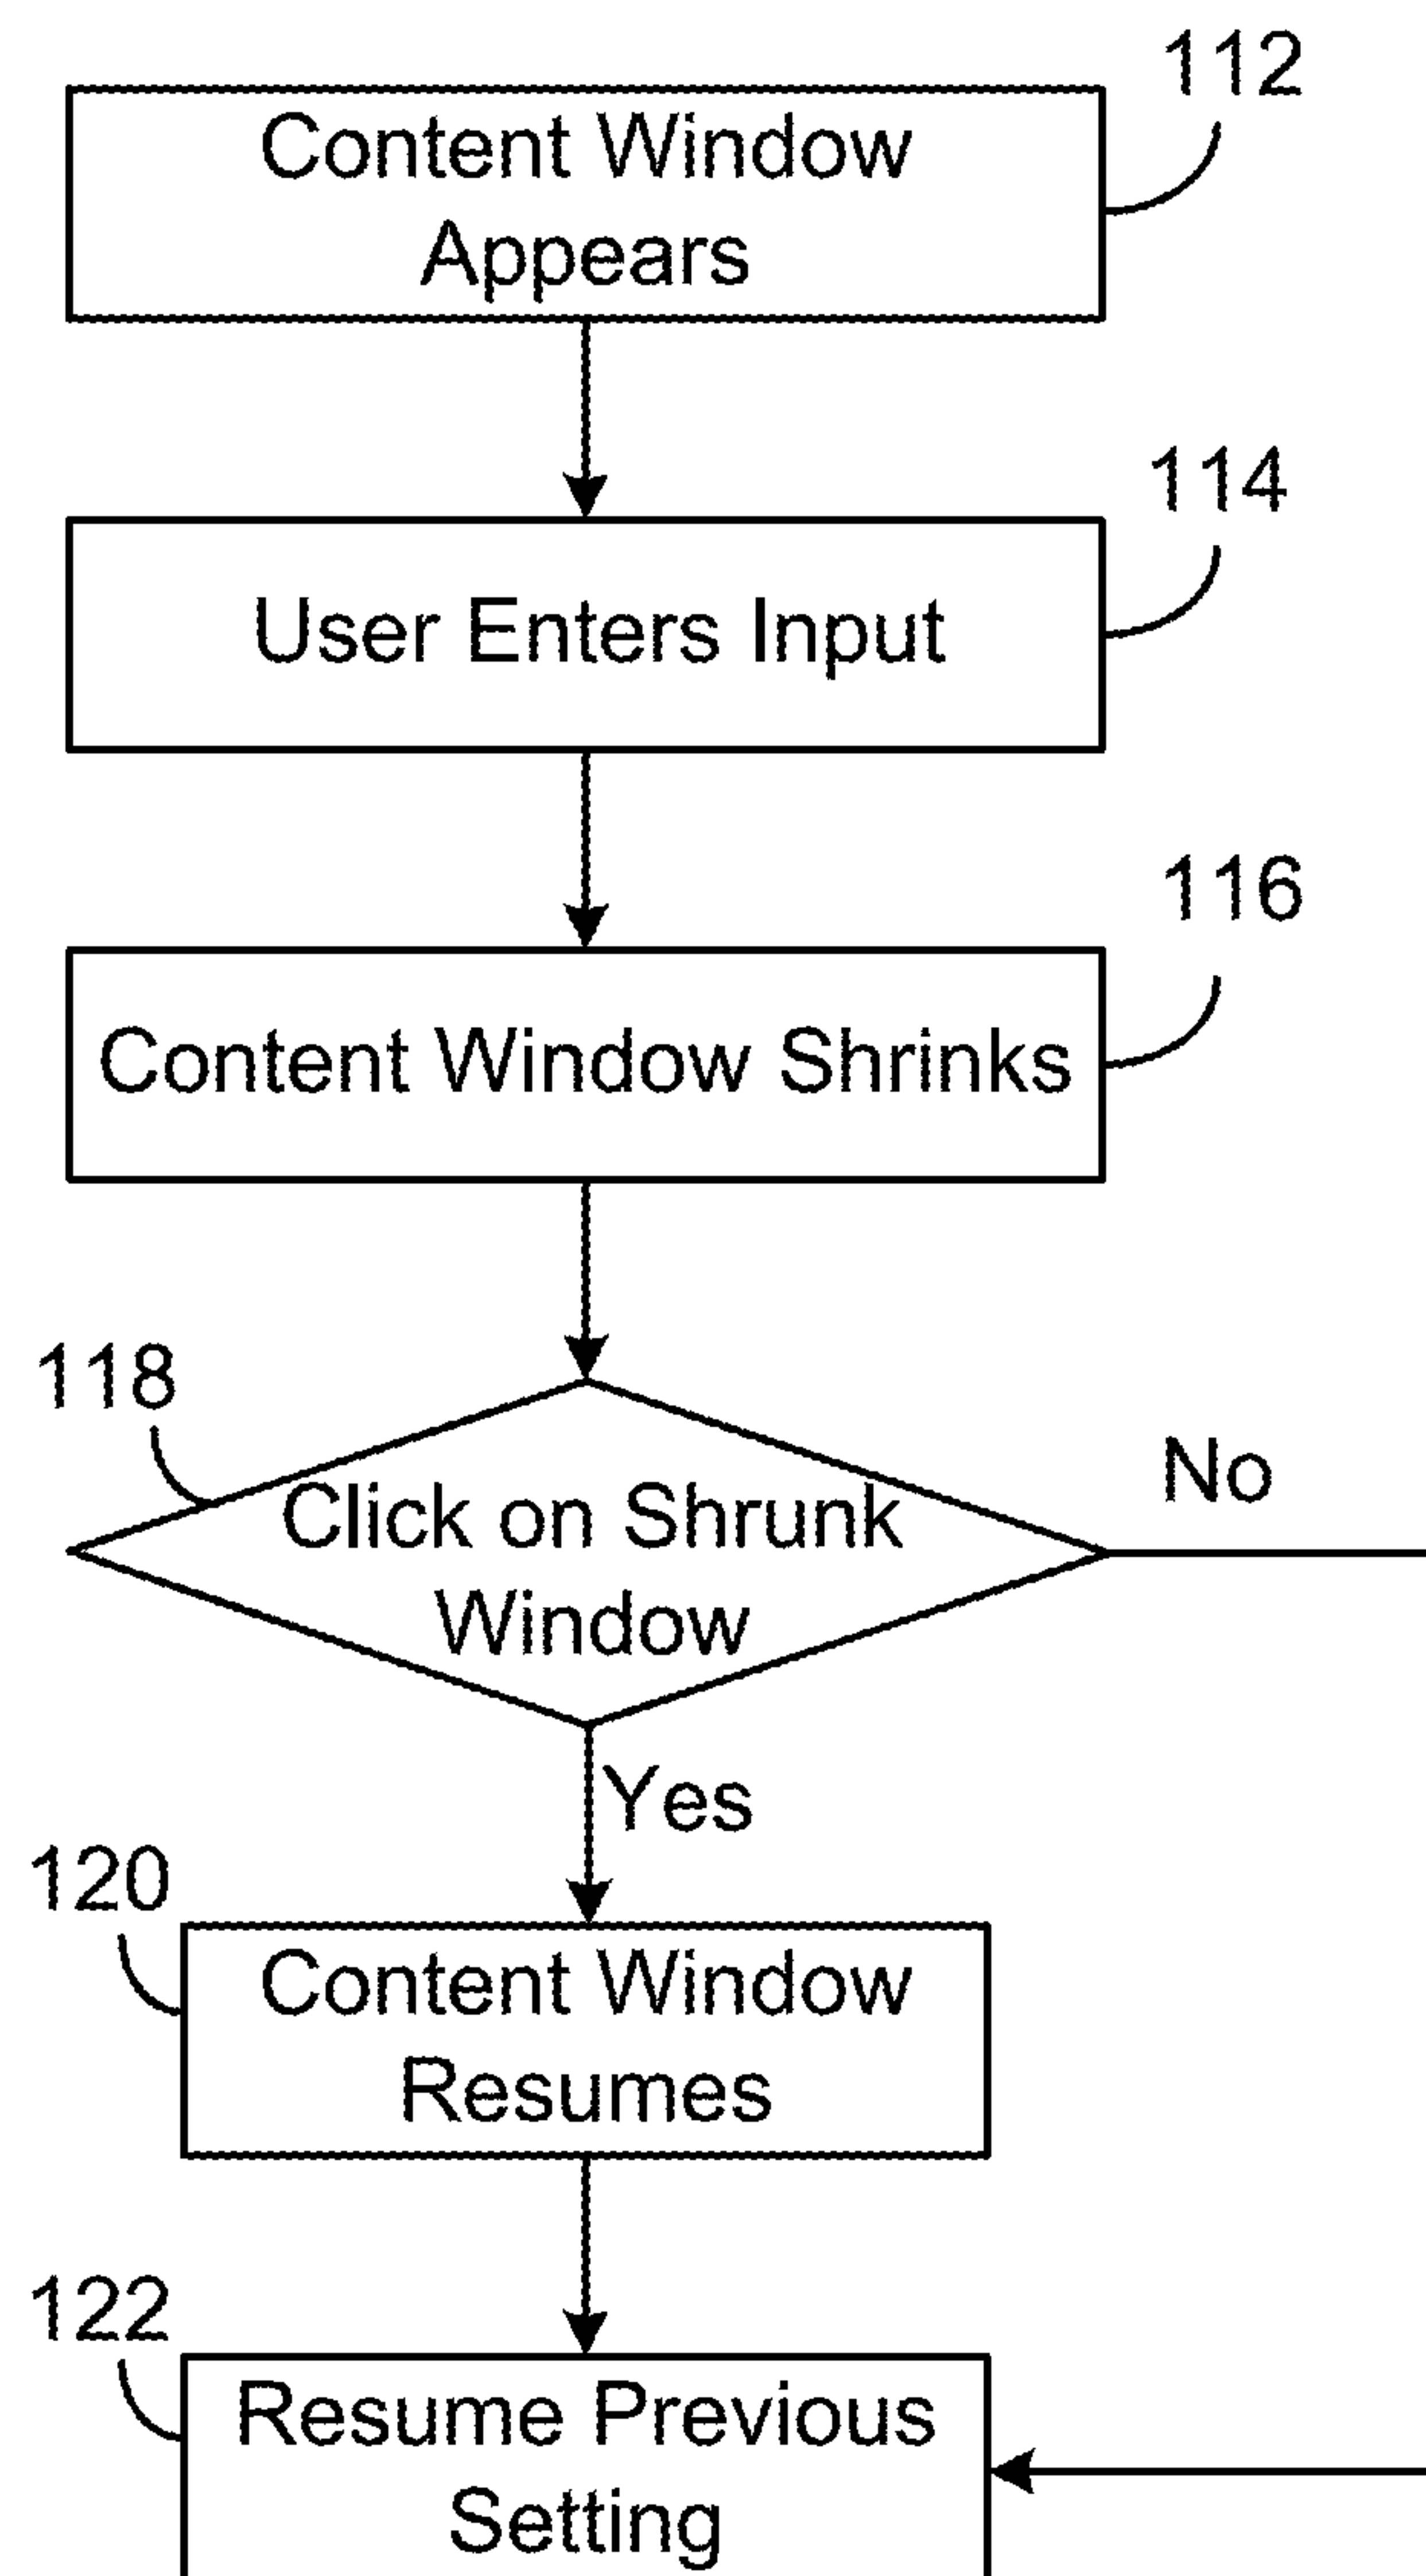 112
Content Window
Appears
114
User Enters Input
116
Content Window Shrinks
118
Click on Shrunk
Window
No
Yes
120
Content Window
Resumes
122
Resume Previous
Setting